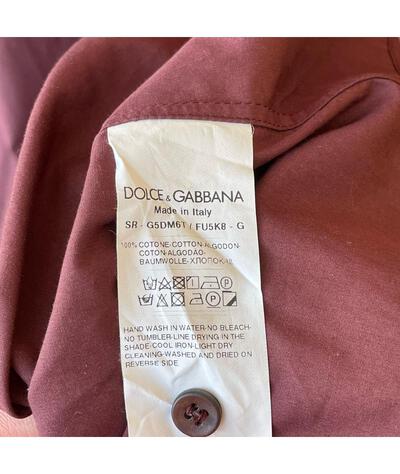 DOLCE & GABBANA
Made in Italy
SR - G5DM6T / FU5K8 - G
100% COTONE-COTTON-ALGODON-
COTON-ALGODAO-
BAUMWOLLE-ХЛОПОК
HAND WASH IN WATER-NO BLEACH-
NO TUMBLER-LINE DRYING IN THE
SHADE-COOL IRON-LIGHT DRY
CLEANING-WASHED AND DRIED ON
REVERSE SIDE